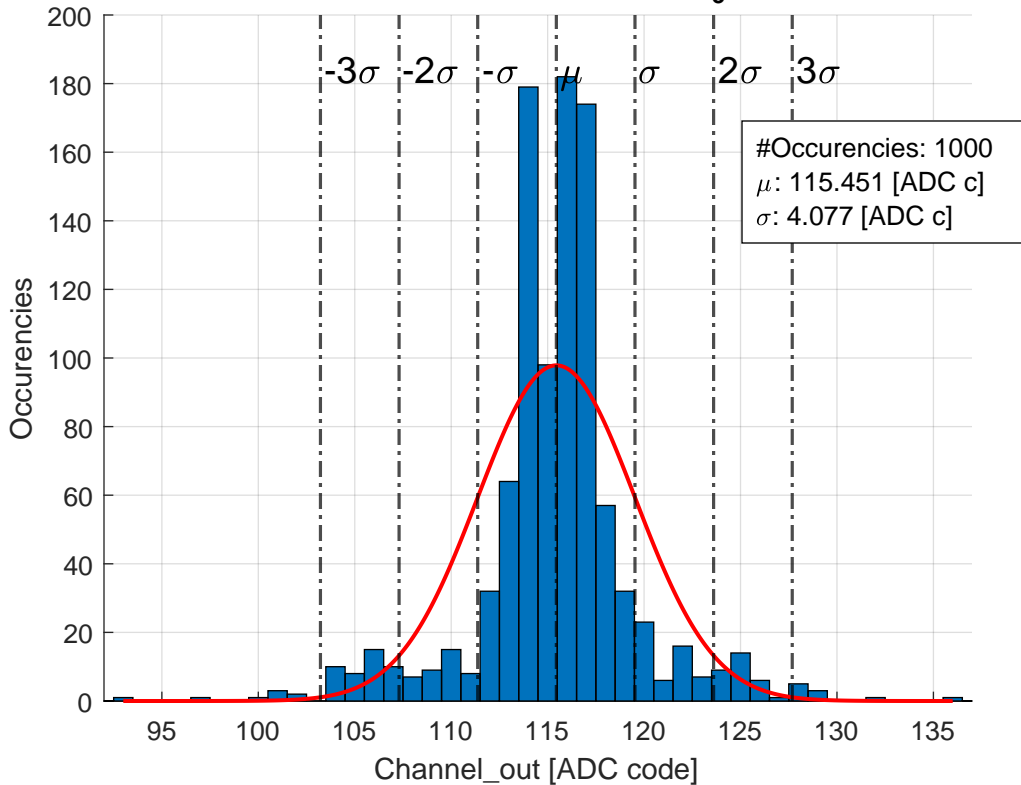 200
180
160
140
120
100
80
60
40
20
0
-3σ -2σ -σ μ σ 2σ 3σ
#Occurencies: 1000
μ: 115.451 [ADC c]
σ: 4.077 [ADC c]
Occurencies
95 100 105 110 115 120 125 130 135
Channel_out [ADC code]